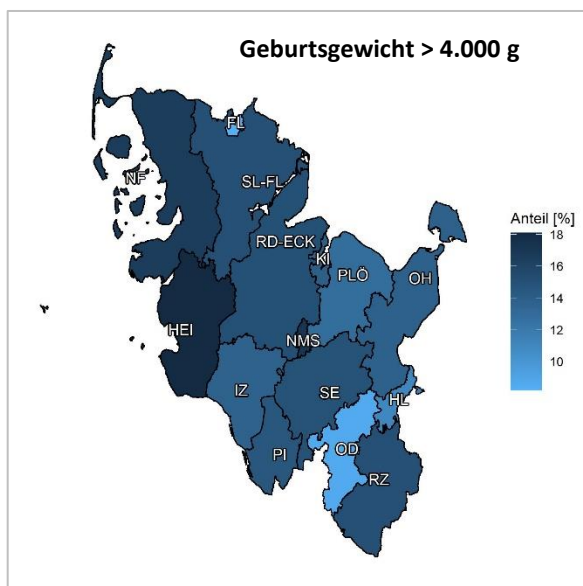 Geburtsgewicht > 4.000 g
FL
NF
SL-FL
RD-ECK
KI
PLÖ
OH
HEI
NMS
IZ
SE
HL
PI
OD
RZ
Anteil [%]
18
16
14
12
10